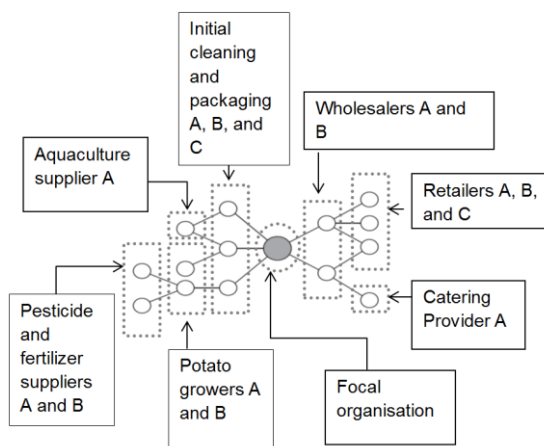 Initial
cleaning
and
packaging
A, B, and
C
Wholesalers A and
B
Aquaculture
supplier A
Retailers A, B,
and C
Pesticide
and
fertilizer
suppliers
A and B
Catering
Provider A
Potato
growers A
and B
Focal
organisation